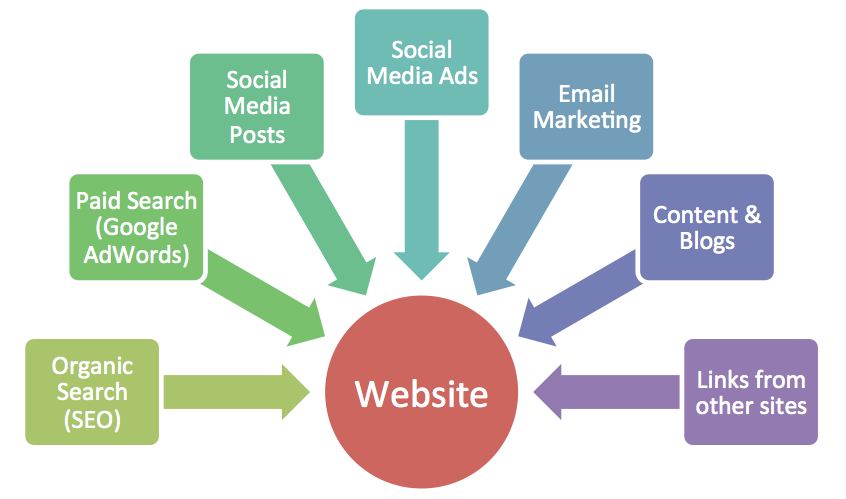 Social
Media Ads
Social
Media
Posts
Email
Marketing
Paid Search
(Google
AdWords)
Content &
Blogs
Organic
Search
(SEO)
Website
Links from
other sites